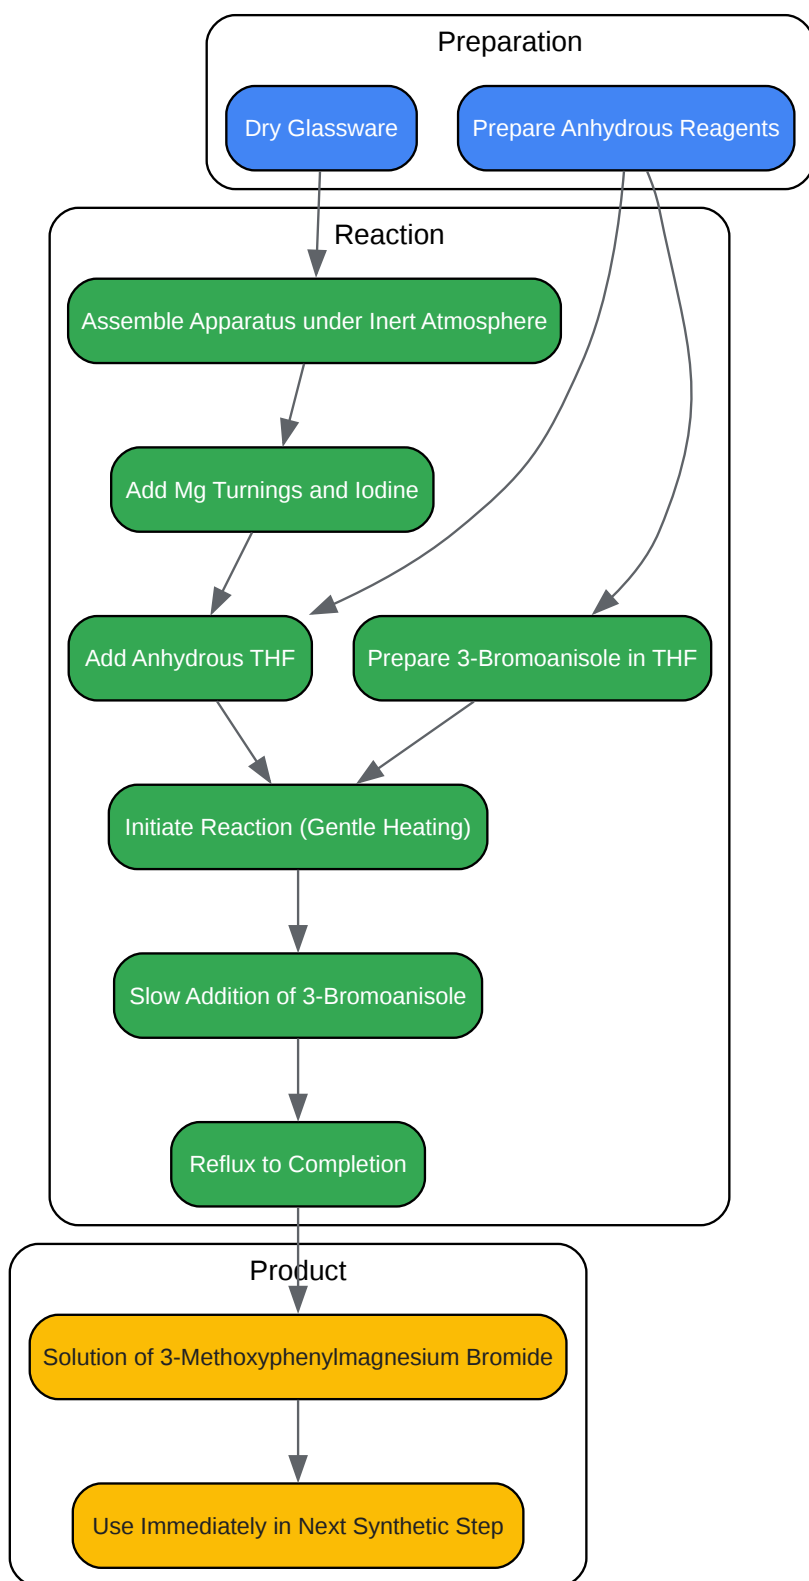 Preparation
Dry Glassware
Prepare Anhydrous Reagents
Reaction
Assemble Apparatus under Inert Atmosphere
Add Mg Turnings and Iodine
Add Anhydrous THF
Prepare 3-Bromoanisole in THF
Initiate Reaction (Gentle Heating)
Slow Addition of 3-Bromoanisole
Reflux to Completion
Product
Solution of 3-Methoxyphenylmagnesium Bromide
Use Immediately in Next Synthetic Step